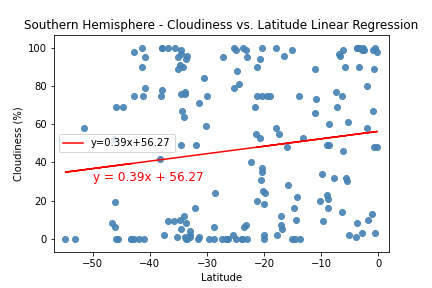 Southern Hemisphere - Cloudiness vs. Latitude Linear Regression
100
80
60
40
20
0
Cloudiness (%)
y=0.39x+56.27
y = 0.39x + 56.27
−50
−40
−30
−20
−10
0
Latitude